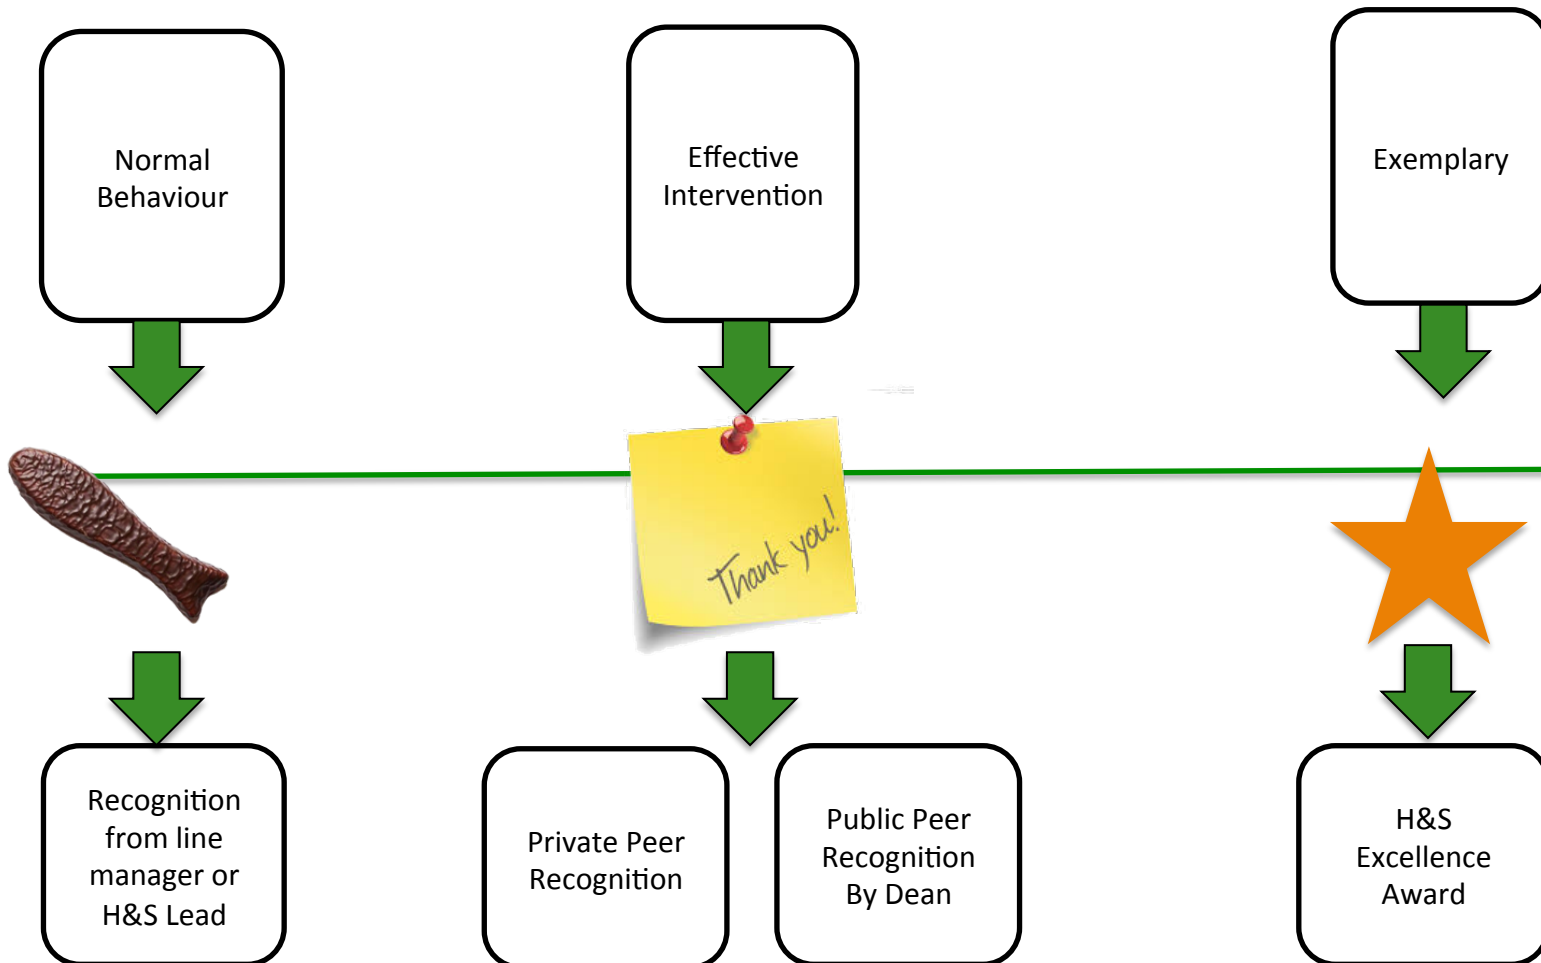 Normal
Behaviour
Effective
Intervention
Exemplary
Thank you!
Recognition
from line
manager or
H&S Lead
Private Peer
Recognition
Public Peer
Recognition
By Dean
H&S
Excellence
Award